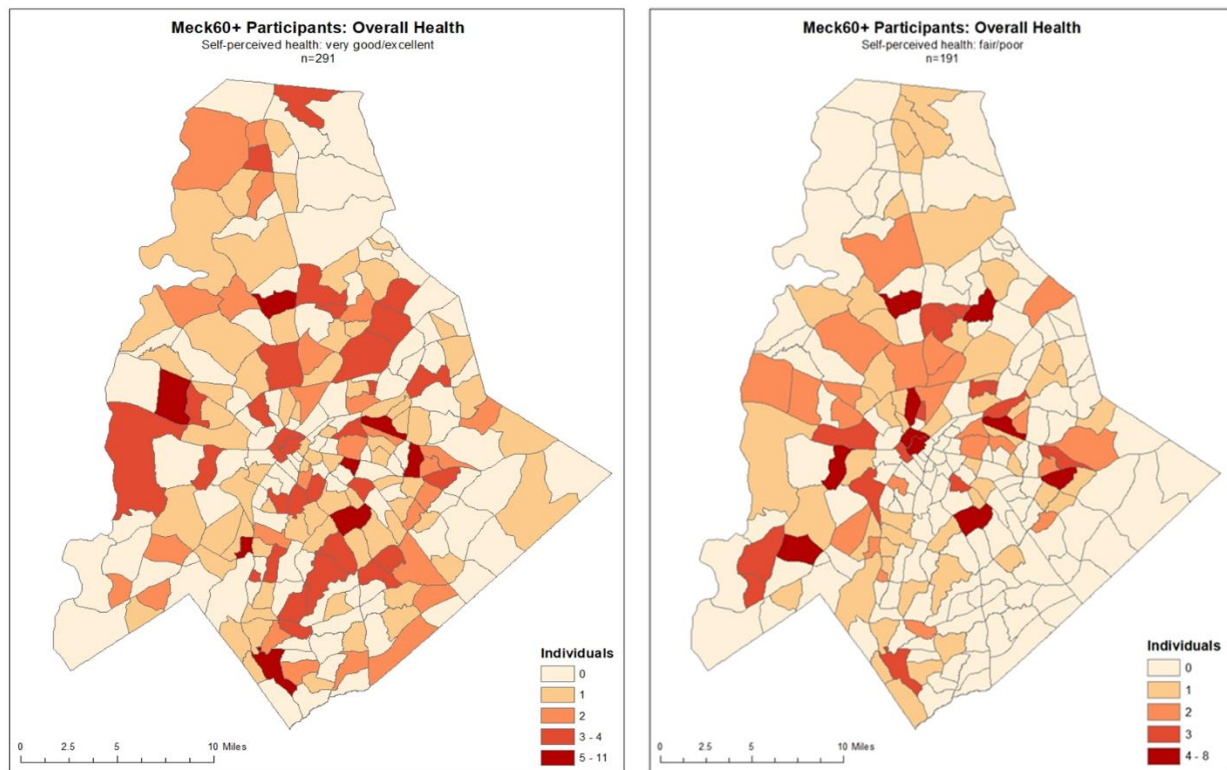 Meck60+ Participants: Overall Health
Self-perceived health: very good/excellent
n=291
Individuals
0
1
2
3 - 4
5 - 11
0 2.5 5 10 Miles
Meck60+ Participants: Overall Health
Self-perceived health: fair/poor
n=191
Individuals
0
1
2
3
4 - 8
0 2.5 5 10 Miles